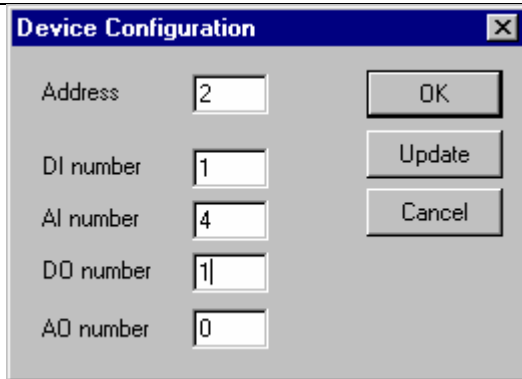 Device Configuration
Address 2 OK
DI number 1 Update
AI number 4 Cancel
DO number 1
AO number 0